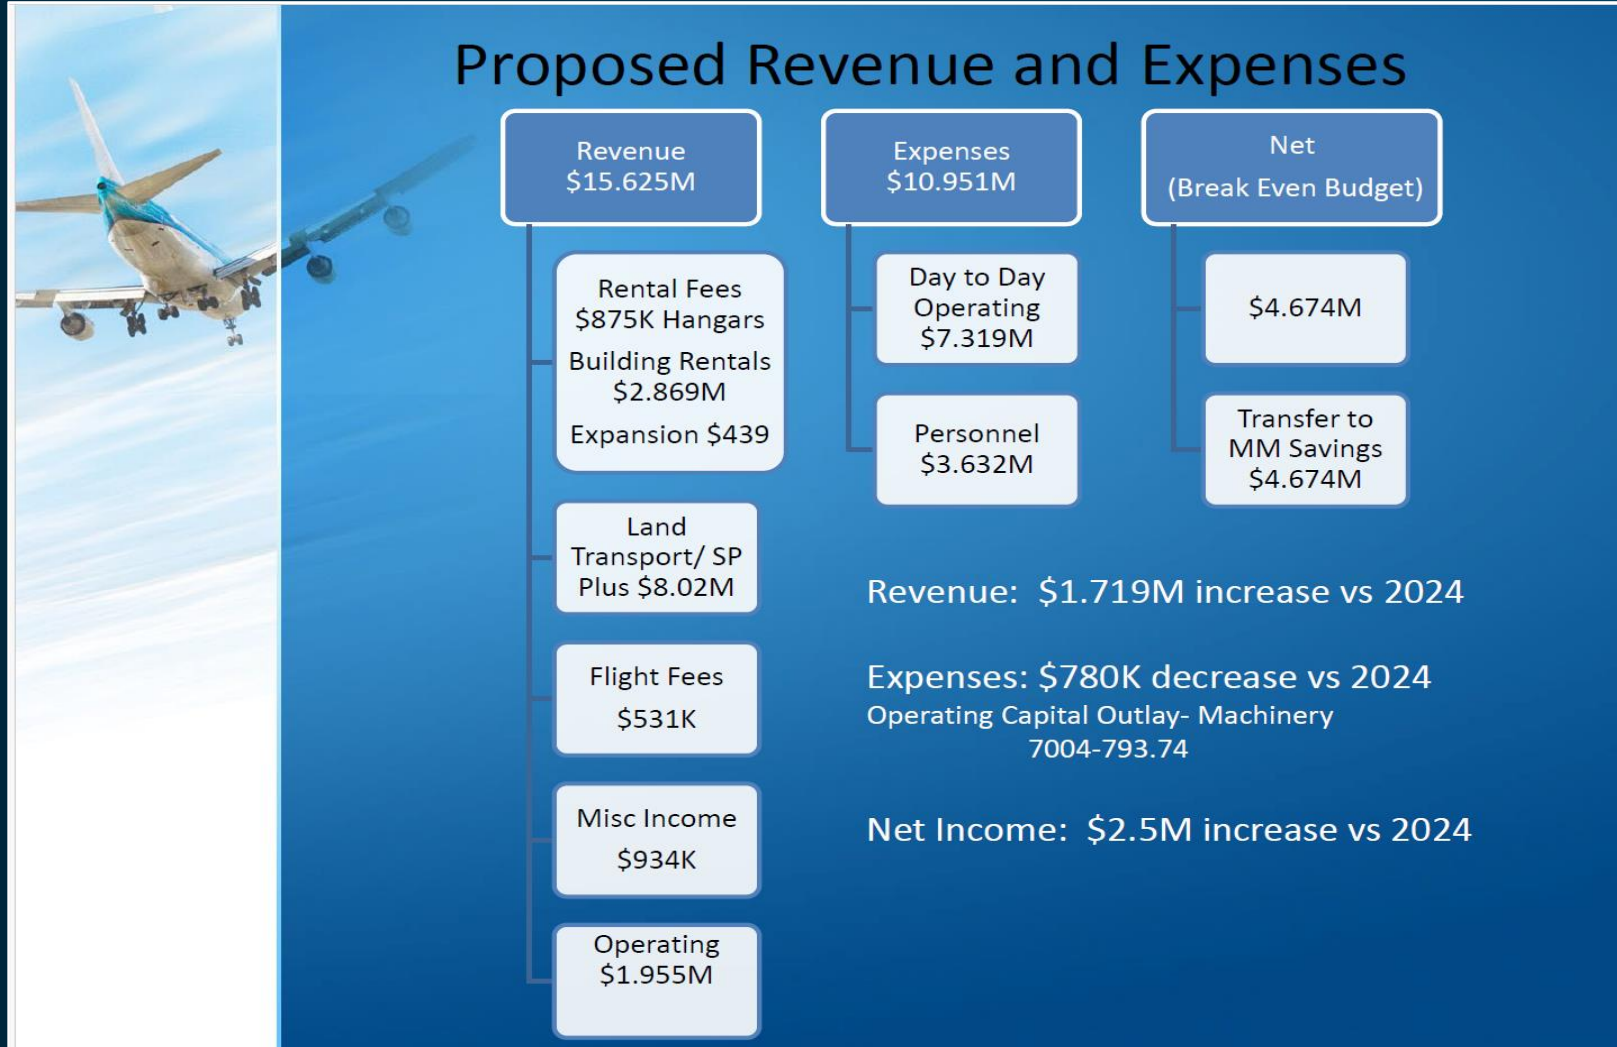 Proposed Revenue and Expenses
Revenue
$15.625M
Rental Fees
$875K Hangars
Building Rentals
$2.869M
Expansion $439
Land
Transport/ SP
Plus $8.02M
Flight Fees
$531K
Misc Income
$934K
Operating
$1.955M
Expenses
$10.951M
Day to Day
Operating
$7.319M
Personnel
$3.632M
Net
(Break Even Budget)
$4.674M
Transfer to
MM Savings
$4.674M
Revenue:  $1.719M increase vs 2024
Expenses: $780K decrease vs 2024
Operating Capital Outlay- Machinery
7004-793.74
Net Income:  $2.5M increase vs 2024